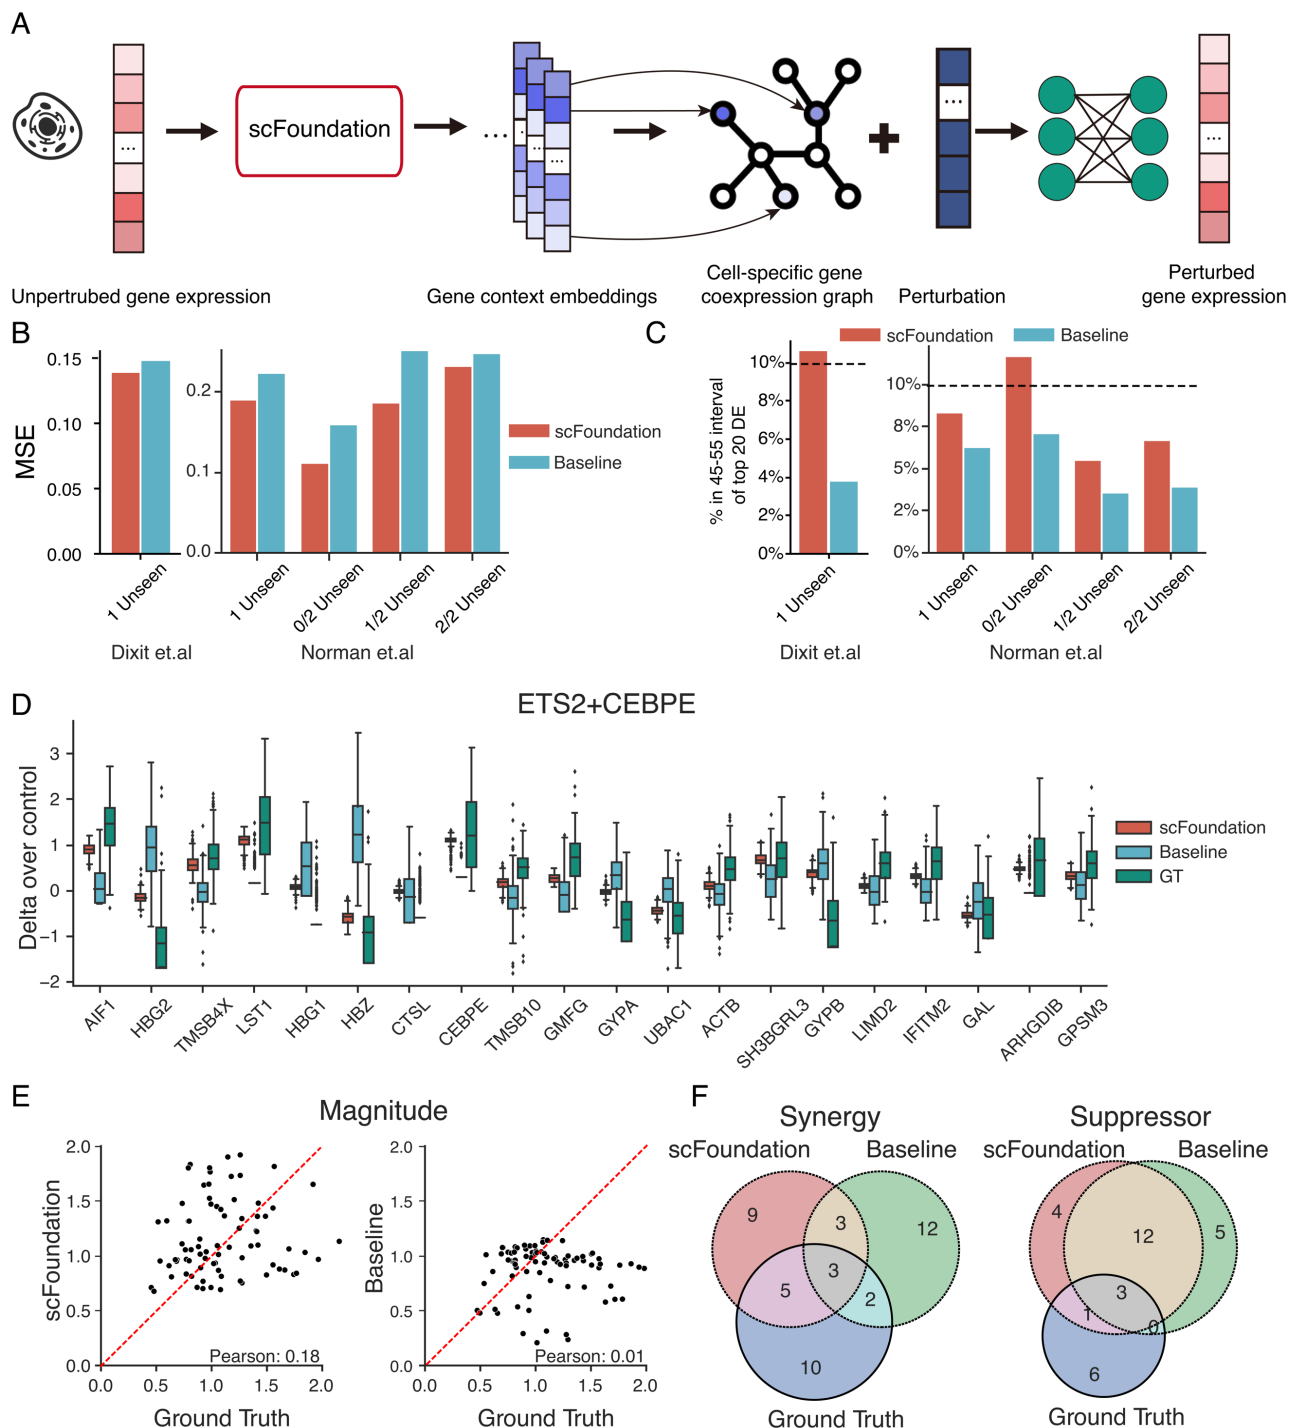 A
scFoundation
...
...
...
...
...
Unpertrubed gene expression
Gene context embeddings
Cell-specific gene
coexpression graph
Perturbation
Perturbed
gene expression
B
MSE
0.15
0.10
0.05
0.00
0.2
0.1
0.0
1 Unseen
1 Unseen
0/2 Unseen
1/2 Unseen
2/2 Unseen
Dixit et.al
Norman et.al
scFoundation
Baseline
C
scFoundation
Baseline
% in 45-55 interval
of top 20 DE
10%
8%
6%
4%
2%
0%
10%
8%
5%
2%
0%
1 Unseen
1 Unseen
0/2 Unseen
1/2 Unseen
2/2 Unseen
Dixit et.al
Norman et.al
D
ETS2+CEBPE
Delta over control
3
2
1
0
−1
−2
AIF1
HBG2
TMSB4X
LST1
HBG1
HBZ
CTSL
CEBPE
TMSB10
GMFG
GYPA
UBAC1
ACTB
SH3BGRL3
GYPB
LIMD2
IFITM2
GAL
ARHGDIB
GPSM3
scFoundation
Baseline
GT
E
Magnitude
scFoundation
2.0
1.5
1.0
0.5
0.0
Pearson: 0.18
0.0 0.5 1.0 1.5 2.0
Ground Truth
Baseline
2.0
1.5
1.0
0.5
0.0
Pearson: 0.01
0.0 0.5 1.0 1.5 2.0
Ground Truth
F
Synergy
scFoundation
Baseline
9
3
12
3
5
2
10
Ground Truth
Suppressor
scFoundation
Baseline
4
12
5
3
1
0
6
Ground Truth